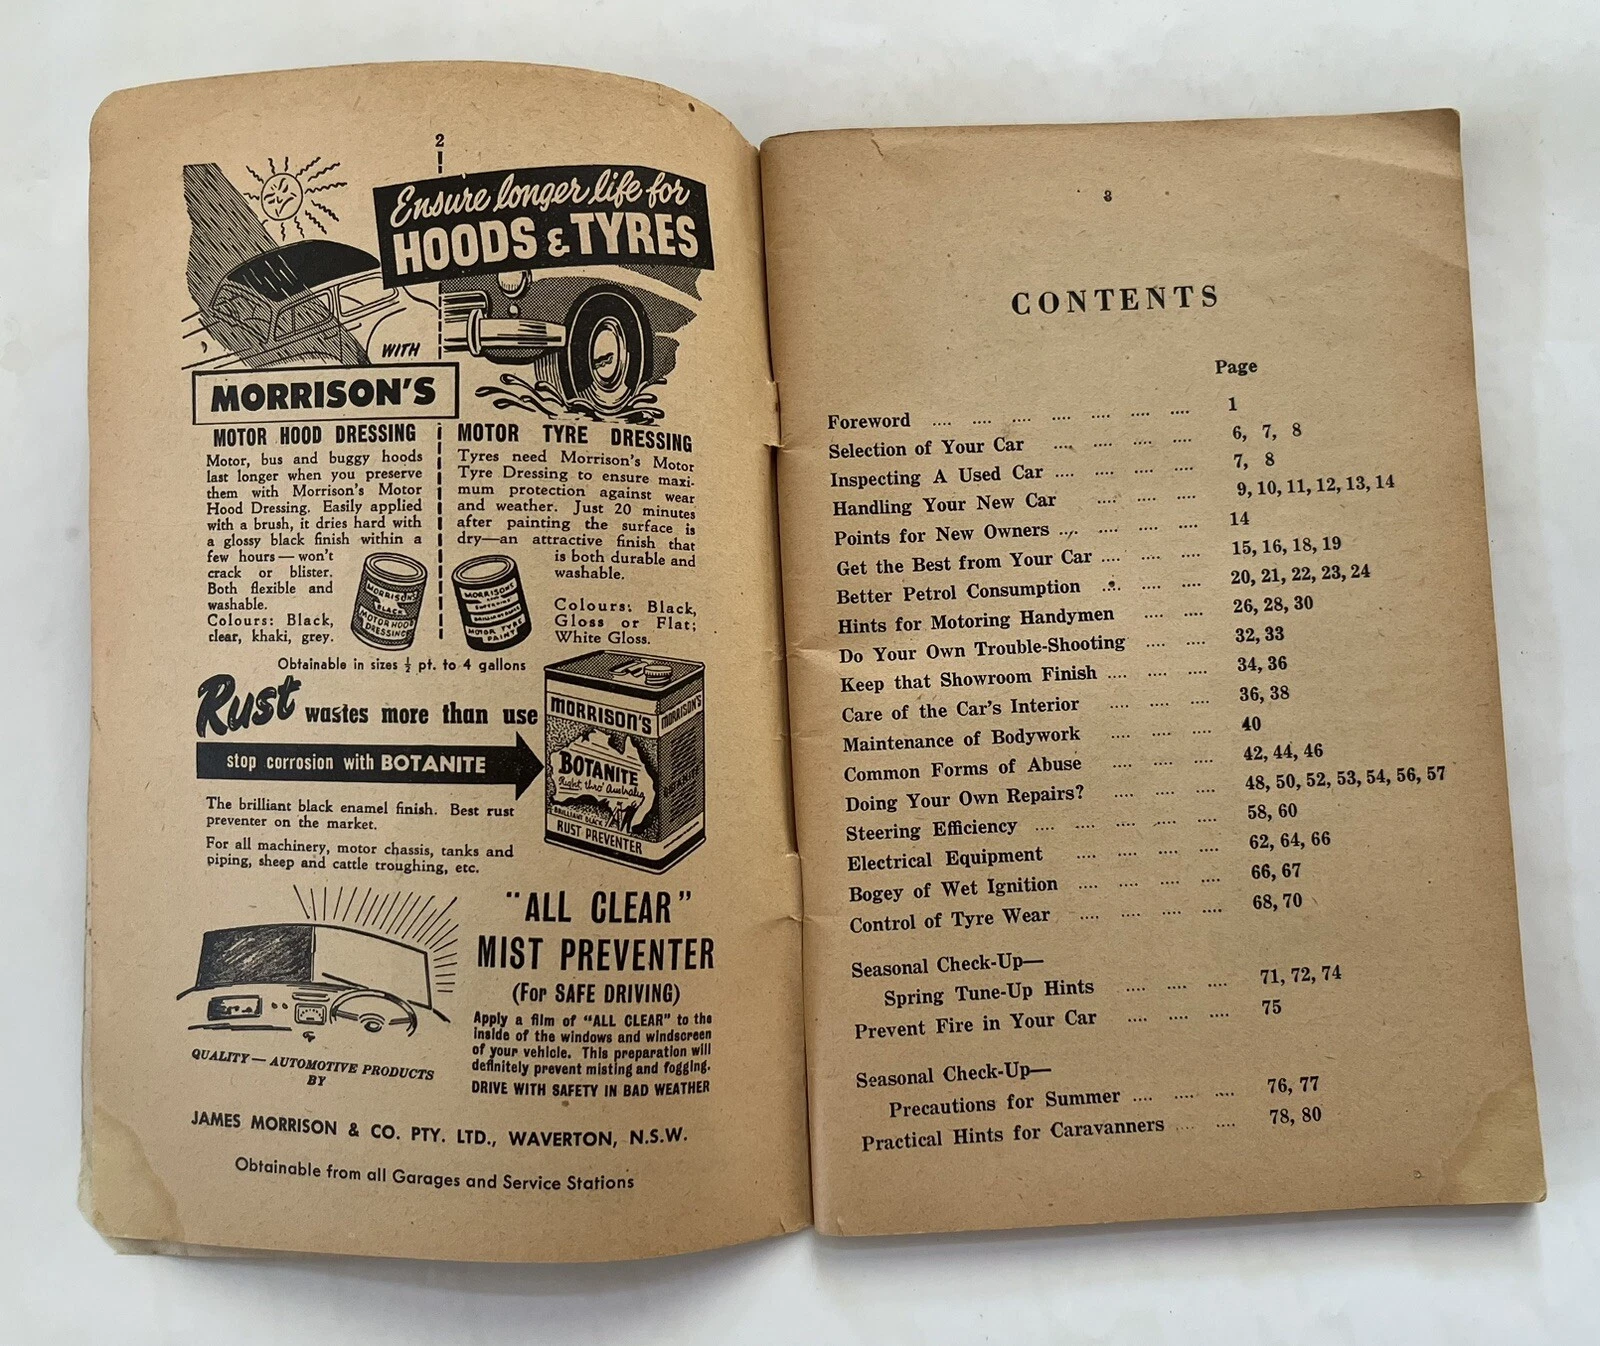 2
Ensure longer life for
HOODS & TYRES
WITH
MORRISON'S
MOTOR HOOD DRESSING
Motor, bus and buggy hoods
last longer when you preserve
them with Morrison's Motor
Hood Dressing. Easily applied
with a brush, it dries hard with
a glossy black finish within a
few hours — won't
crack or blister.
Both flexible and
washable.
Colours: Black,
clear, khaki, grey.
MORRISON'S
BLACK
MOTOR HOOD
DRESSING
MOTOR TYRE DRESSING
Tyres need Morrison's Motor
Tyre Dressing to ensure maxi-
mum protection against wear
and weather. Just 20 minutes
after painting the surface is
dry—an attractive finish that
is both durable and
washable.
Colours: Black,
Gloss or Flat;
White Gloss.
MORRISONS
MOTOR TYRE
PAINT
Obtainable in sizes ½ pt. to 4 gallons
Rust wastes more than use
stop corrosion with BOTANITE
MORRISON'S
MORRISON'S
BOTANITE
Right thro' Australia
BRILLIANT BLACK
RUST PREVENTER
BOTANITE
The brilliant black enamel finish. Best rust
preventer on the market.
For all machinery, motor chassis, tanks and
piping, sheep and cattle troughing, etc.
"ALL CLEAR"
MIST PREVENTER
(For SAFE DRIVING)
Apply a film of "ALL CLEAR" to the
inside of the windows and windscreen
of your vehicle. This preparation will
definitely prevent misting and fogging.
DRIVE WITH SAFETY IN BAD WEATHER
QUALITY — AUTOMOTIVE PRODUCTS
BY
JAMES MORRISON & CO. PTY. LTD., WAVERTON, N.S.W.
Obtainable from all Garages and Service Stations
3
CONTENTS
Page
Foreword .... .... .... .... .... .... .... 1
Selection of Your Car .... .... .... .... 6, 7, 8
Inspecting A Used Car .... .... .... .... 7, 8
Handling Your New Car .... .... .... 9, 10, 11, 12, 13, 14
Points for New Owners .... .... .... .... 14
Get the Best from Your Car .... .... .... 15, 16, 18, 19
Better Petrol Consumption .... .... .... 20, 21, 22, 23, 24
Hints for Motoring Handymen .... .... 26, 28, 30
Do Your Own Trouble-Shooting .... .... 32, 33
Keep that Showroom Finish .... .... .... 34, 36
Care of the Car's Interior .... .... .... 36, 38
Maintenance of Bodywork .... .... .... 40
Common Forms of Abuse .... .... .... 42, 44, 46
Doing Your Own Repairs? .... .... .... 48, 50, 52, 53, 54, 56, 57
Steering Efficiency .... .... .... .... .... 58, 60
Electrical Equipment .... .... .... .... 62, 64, 66
Bogey of Wet Ignition .... .... .... .... 66, 67
Control of Tyre Wear .... .... .... .... 68, 70
Seasonal Check-Up—
Spring Tune-Up Hints .... .... .... 71, 72, 74
Prevent Fire in Your Car .... .... .... 75
Seasonal Check-Up—
Precautions for Summer .... .... .... 76, 77
Practical Hints for Caravanners .... .... 78, 80